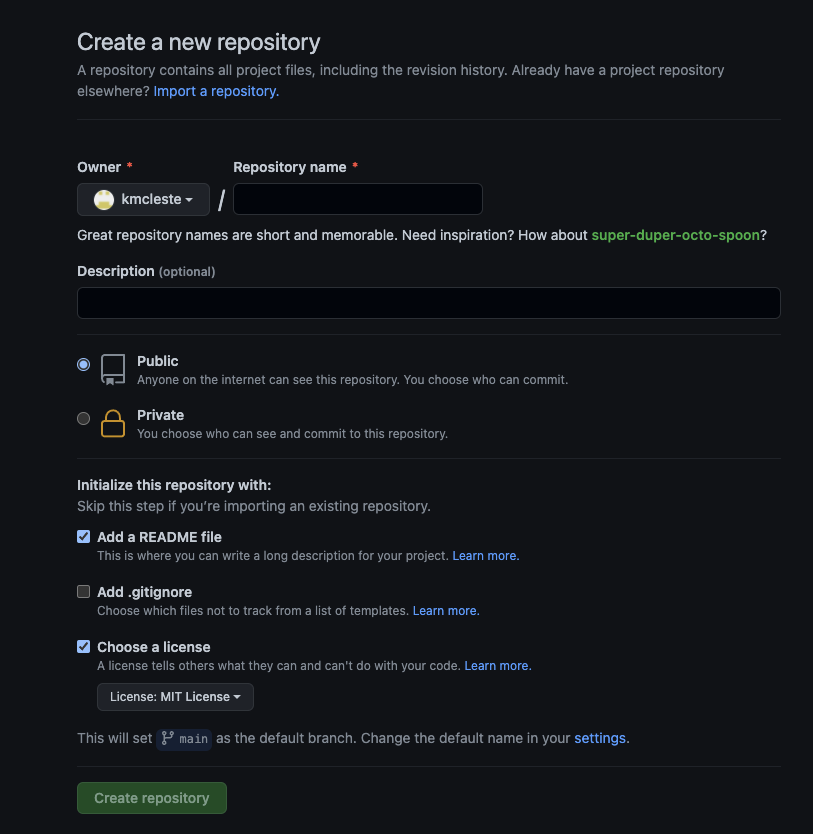 Create a new repository
A repository contains all project files, including the revision history. Already have a project repository
elsewhere? Import a repository.
Owner *
Repository name *
kmcleste
/
Great repository names are short and memorable. Need inspiration? How about super-duper-octo-spoon?
Description (optional)
Public
Anyone on the internet can see this repository. You choose who can commit.
Private
You choose who can see and commit to this repository.
Initialize this repository with:
Skip this step if you’re importing an existing repository.
Add a README file
This is where you can write a long description for your project. Learn more.
Add .gitignore
Choose which files not to track from a list of templates. Learn more.
Choose a license
A license tells others what they can and can't do with your code. Learn more.
License: MIT License
This will set main as the default branch. Change the default name in your settings.
Create repository